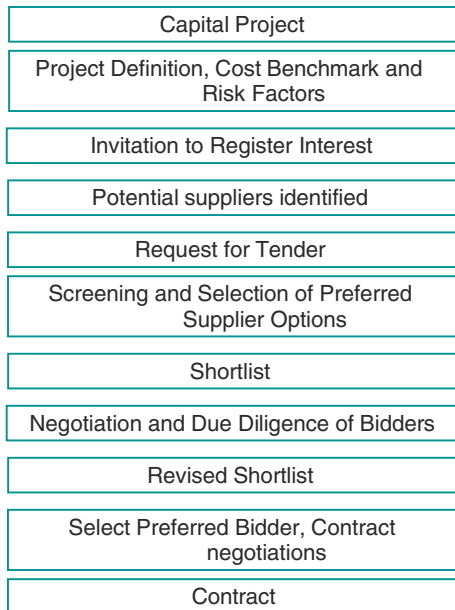 Capital Project
Project Definition, Cost Benchmark and
Risk Factors
Invitation to Register Interest
Potential suppliers identified
Request for Tender
Screening and Selection of Preferred
Supplier Options
Shortlist
Negotiation and Due Diligence of Bidders
Revised Shortlist
Select Preferred Bidder, Contract
negotiations
Contract